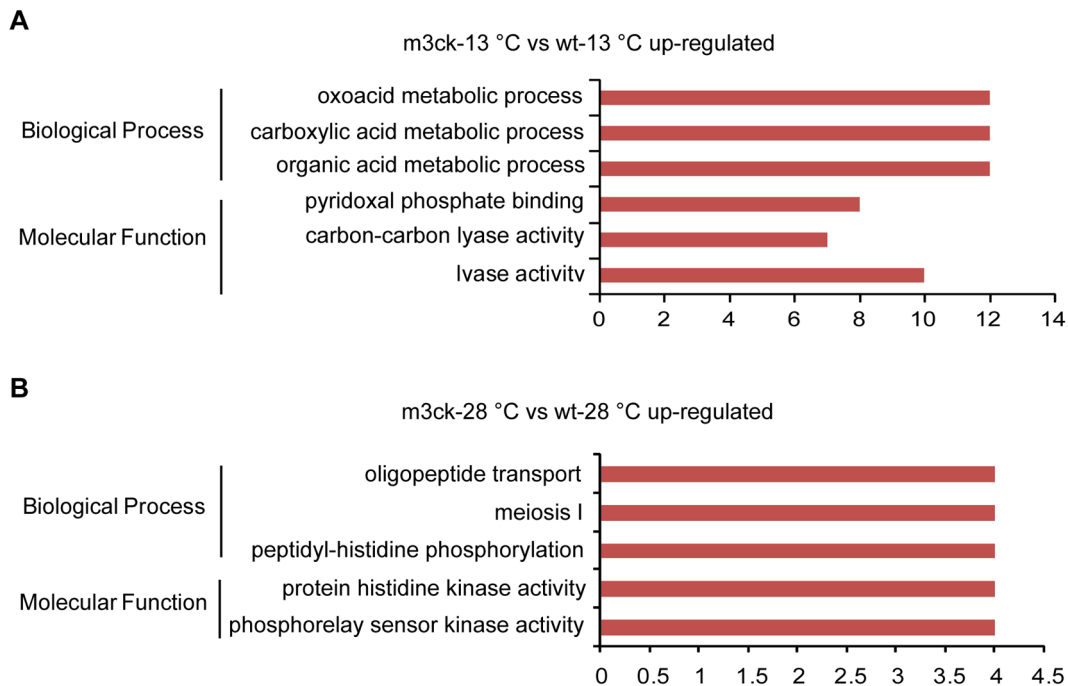 A
m3ck-13 °C vs wt-13 °C up-regulated
Biological Process
oxoacid metabolic process
carboxylic acid metabolic process
organic acid metabolic process
Molecular Function
pyridoxal phosphate binding
carbon-carbon lyase activity
lyase activity
0 2 4 6 8 10 12 14
B
m3ck-28 °C vs wt-28 °C up-regulated
Biological Process
oligopeptide transport
meiosis I
peptidyl-histidine phosphorylation
Molecular Function
protein histidine kinase activity
phosphorelay sensor kinase activity
0 0.5 1 1.5 2 2.5 3 3.5 4 4.5